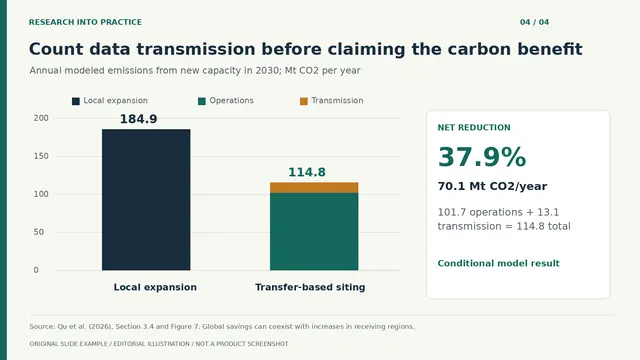 RESEARCH INTO PRACTICE
04 / 04
Count data transmission before claiming the carbon benefit
Annual modeled emissions from new capacity in 2030; Mt CO2 per year
Local expansion
Operations
Transmission
200
150
100
50
0
184.9
114.8
Local expansion
Transfer-based siting
NET REDUCTION
37.9%
70.1 Mt CO2/year
101.7 operations + 13.1
transmission = 114.8 total
Conditional model result
Source: Qu et al. (2026), Section 3.4 and Figure 7. Global savings can coexist with increases in receiving regions.
ORIGINAL SLIDE EXAMPLE / EDITORIAL ILLUSTRATION / NOT A PRODUCT SCREENSHOT